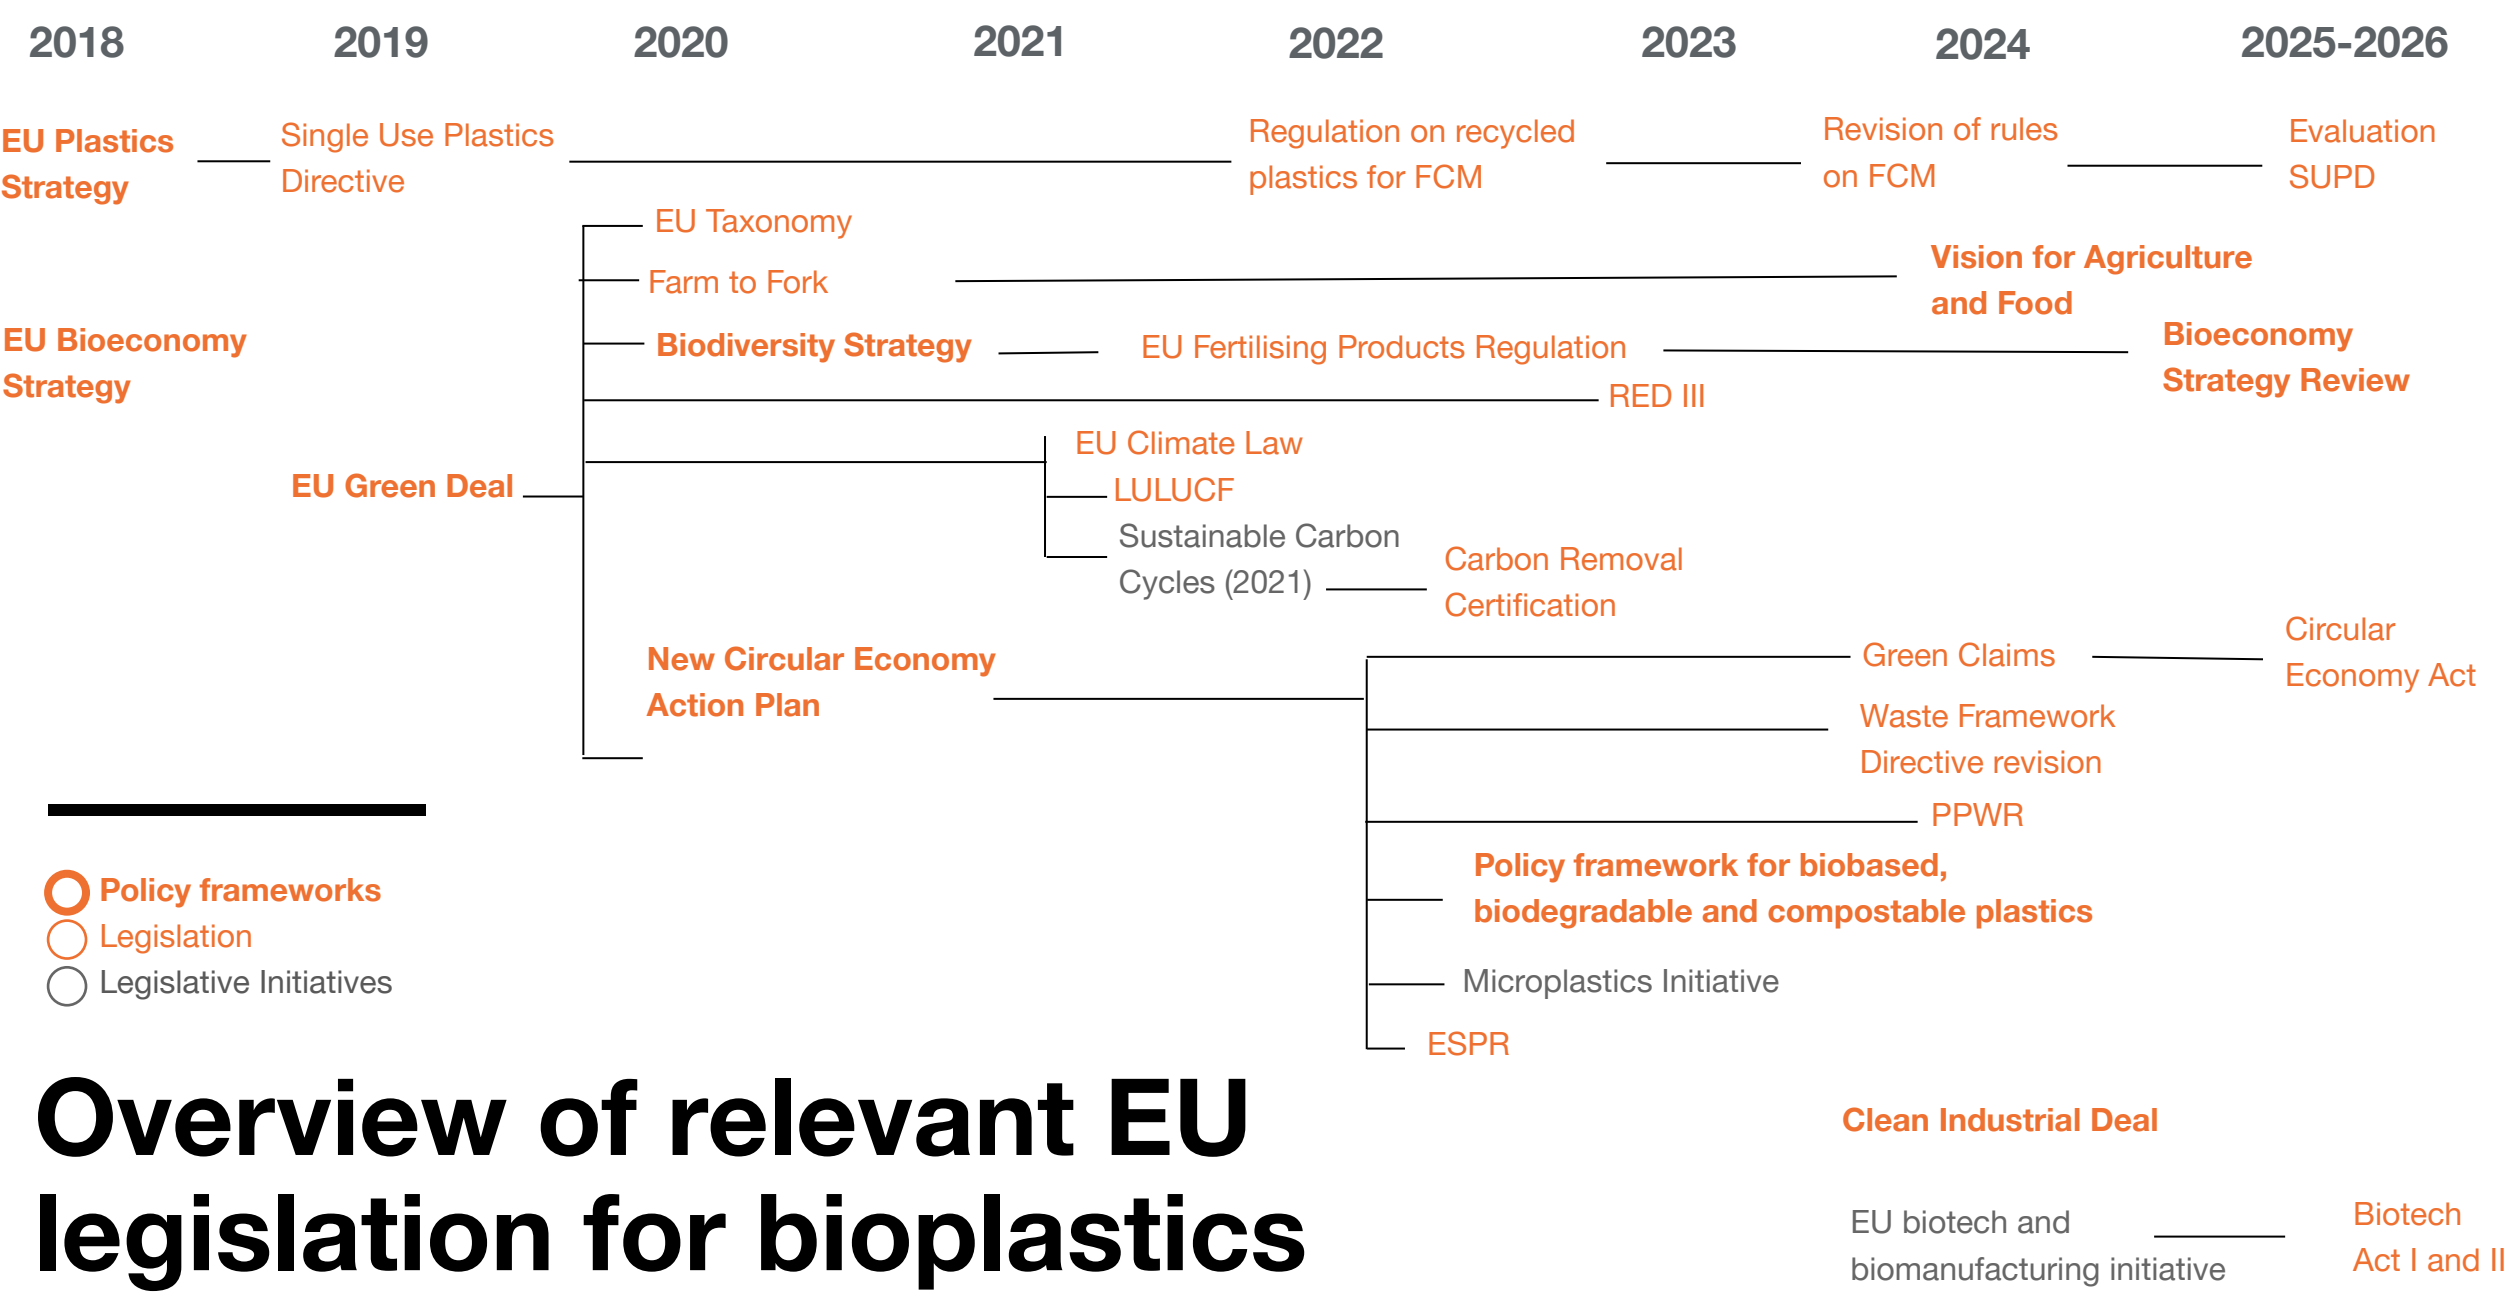 2018 2019 2020 2021 2022 2023 2024 2025-2026
EU Plastics
Strategy
Single Use Plastics
Directive
Regulation on recycled
plastics for FCM
Revision of rules
on FCM
Evaluation
SUPD
EU Taxonomy
Farm to Fork
Vision for Agriculture
and Food
EU Bioeconomy
Strategy
Biodiversity Strategy
EU Fertilising Products Regulation
Bioeconomy
Strategy Review
RED III
EU Green Deal
EU Climate Law
LULUCF
Sustainable Carbon
Cycles (2021)
Carbon Removal
Certification
New Circular Economy
Action Plan
Green Claims
Circular
Economy Act
Waste Framework
Directive revision
PPWR
Policy framework for biobased,
biodegradable and compostable plastics
Microplastics Initiative
ESPR
Policy frameworks
Legislation
Legislative Initiatives
Overview of relevant EU
legislation for bioplastics
Clean Industrial Deal
EU biotech and
biomanufacturing initiative
Biotech
Act I and II